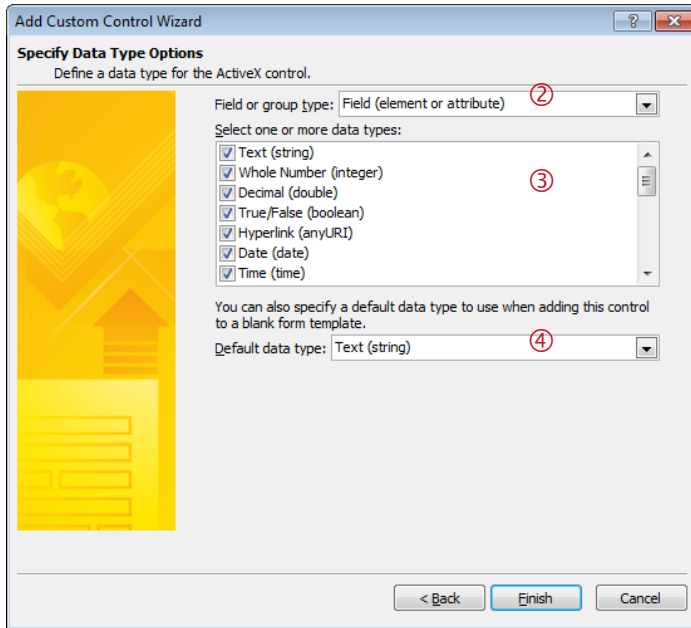 Add Custom Control Wizard
Specify Data Type Options
Define a data type for the ActiveX control.
Field or group type: Field (element or attribute) ②
Select one or more data types:
Text (string)
Whole Number (integer)
③
Decimal (double)
True/False (boolean)
Hyperlink (anyURI)
Date (date)
Time (time)
You can also specify a default data type to use when adding this control
to a blank form template.
Default data type: Text (string) ④
< Back Finish Cancel